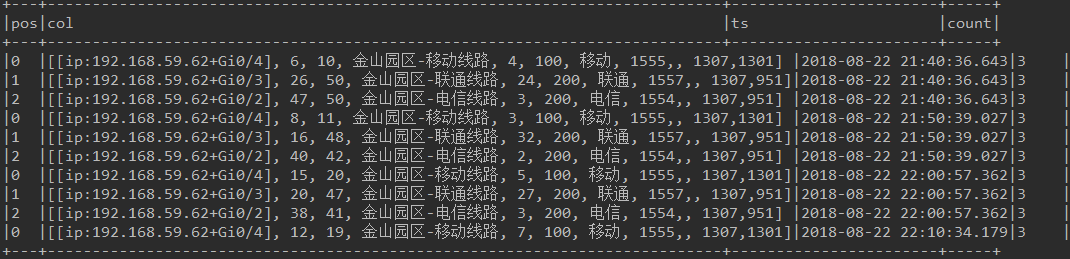 +---+--------------------------------------------------------------------------------------+-----------------------+-----+
|pos|col |ts |count|
+---+--------------------------------------------------------------------------------------+-----------------------+-----+
|0 |[[ip:192.168.59.62+Gi0/4], 6, 10, 金山园区-移动线路, 4, 100, 移动, 1555,, 1307,1301]|2018-08-22 21:40:36.643|3 |
|1 |[[ip:192.168.59.62+Gi0/3], 26, 50, 金山园区-联通线路, 24, 200, 联通, 1557,, 1307,951]|2018-08-22 21:40:36.643|3 |
|2 |[[ip:192.168.59.62+Gi0/2], 47, 50, 金山园区-电信线路, 3, 200, 电信, 1554,, 1307,951] |2018-08-22 21:40:36.643|3 |
|0 |[[ip:192.168.59.62+Gi0/4], 8, 11, 金山园区-移动线路, 3, 100, 移动, 1555,, 1307,1301]|2018-08-22 21:50:39.027|3 |
|1 |[[ip:192.168.59.62+Gi0/3], 16, 48, 金山园区-联通线路, 32, 200, 联通, 1557,, 1307,951]|2018-08-22 21:50:39.027|3 |
|2 |[[ip:192.168.59.62+Gi0/2], 40, 42, 金山园区-电信线路, 2, 200, 电信, 1554,, 1307,951] |2018-08-22 21:50:39.027|3 |
|0 |[[ip:192.168.59.62+Gi0/4], 15, 20, 金山园区-移动线路, 5, 100, 移动, 1555,, 1307,1301]|2018-08-22 22:00:57.362|3 |
|1 |[[ip:192.168.59.62+Gi0/3], 20, 47, 金山园区-联通线路, 27, 200, 联通, 1557,, 1307,951]|2018-08-22 22:00:57.362|3 |
|2 |[[ip:192.168.59.62+Gi0/2], 38, 41, 金山园区-电信线路, 3, 200, 电信, 1554,, 1307,951] |2018-08-22 22:00:57.362|3 |
|0 |[[ip:192.168.59.62+Gi0/4], 12, 19, 金山园区-移动线路, 7, 100, 移动, 1555,, 1307,1301]|2018-08-22 22:10:34.179|3 |
+---+--------------------------------------------------------------------------------------+-----------------------+-----+